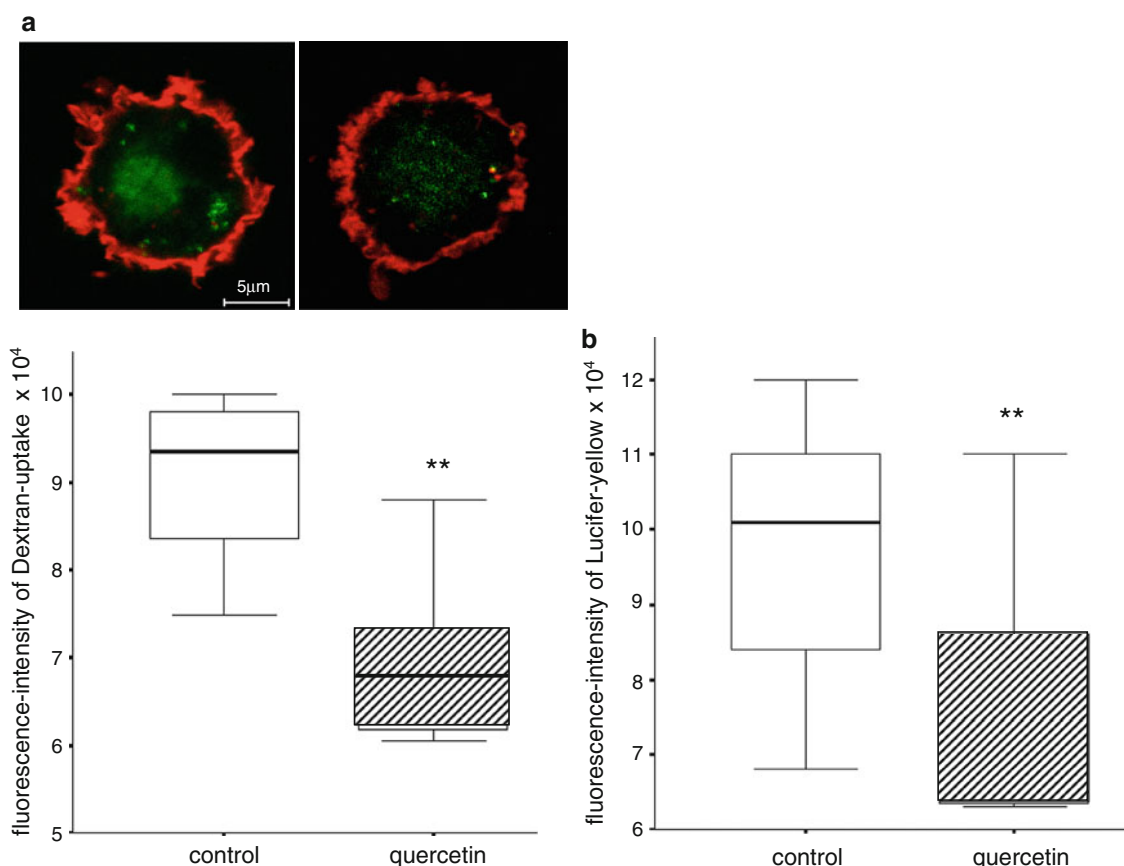 a
5μm
fluorescence-intensity of Dextran-uptake x 10⁴
10
9
8
7
6
5
**
control
quercetin
b
fluorescence-intensity of Lucifer-yellow x 10⁴
12
11
10
9
8
7
6
**
control
quercetin